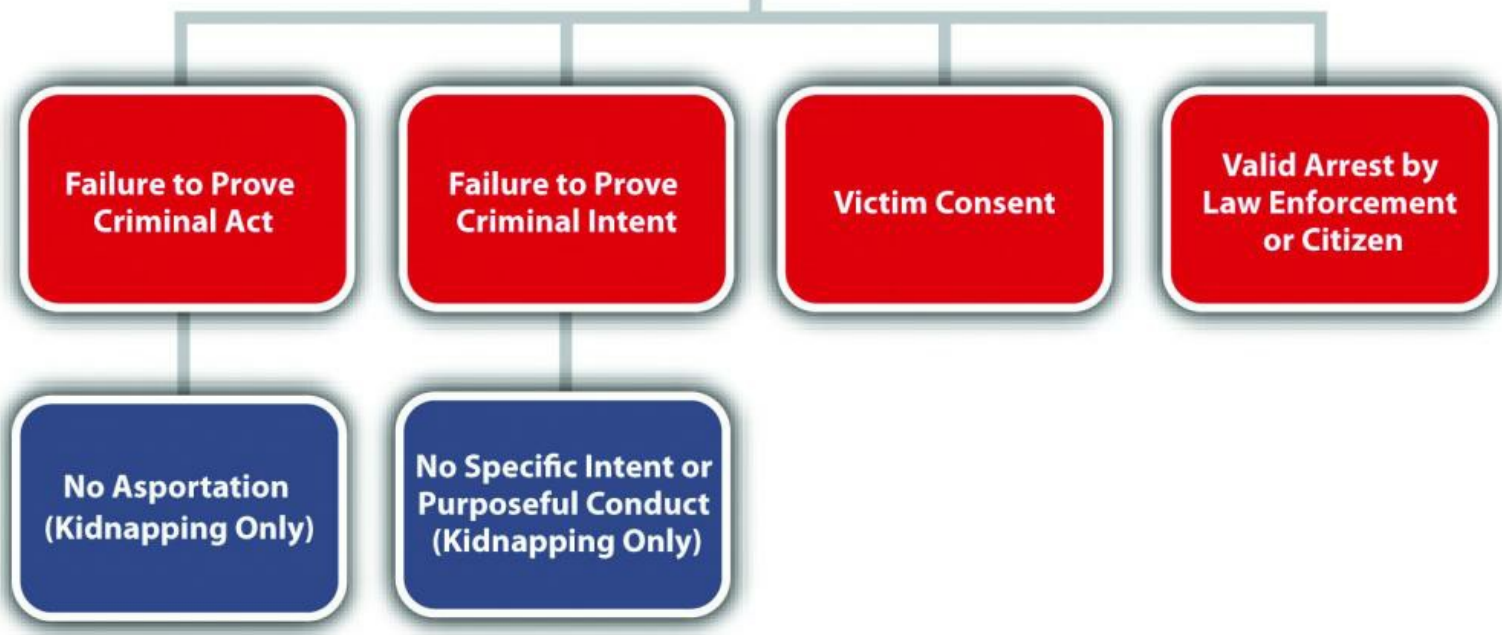 Failure to Prove
Criminal Act
Failure to Prove
Criminal Intent
Victim Consent
Valid Arrest by
Law Enforcement
or Citizen
No Asportation
(Kidnapping Only)
No Specific Intent or
Purposeful Conduct
(Kidnapping Only)